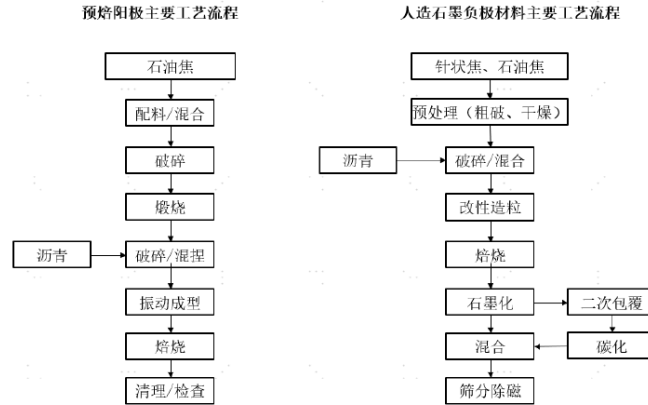 预焙阳极主要工艺流程
石油焦
配料/混合
破碎
煅烧
沥青
破碎/混捏
振动成型
焙烧
清理/检查
人造石墨负极材料主要工艺流程
针状焦、石油焦
预处理（粗破、干燥）
沥青
破碎/混合
改性造粒
焙烧
石墨化
二次包覆
混合
碳化
筛分除磁